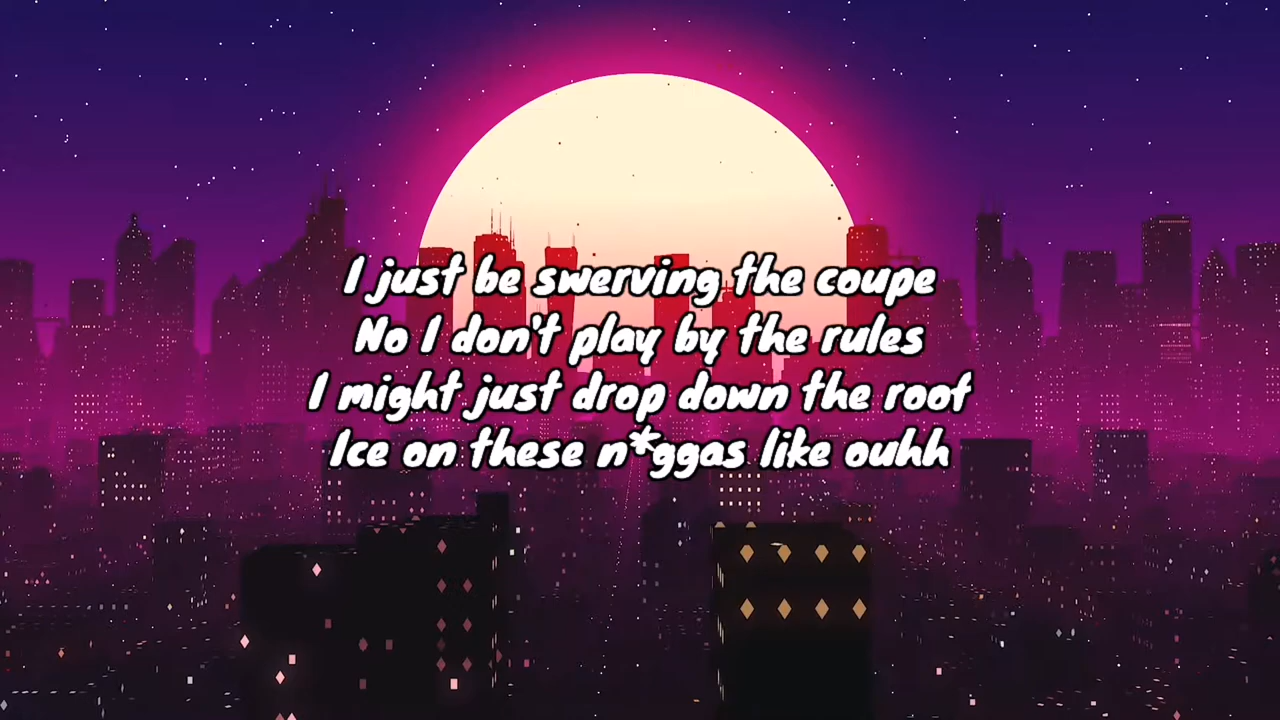 I just be swerving the coupe
No I don't play by the rules
I might just drop down the roof
Ice on these n*ggas like ouhh